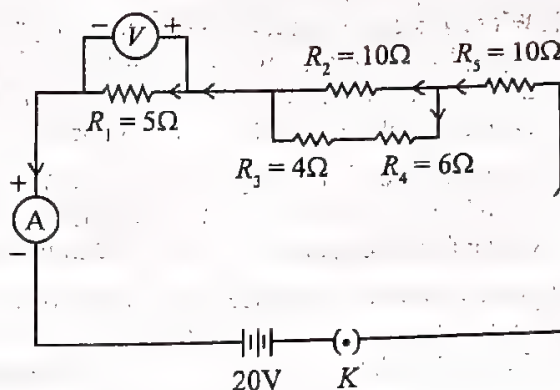 − V +
R₂ = 10Ω
R₅ = 10Ω
R₁ = 5Ω
R₃ = 4Ω
R₄ = 6Ω
+
A
−
20V
K